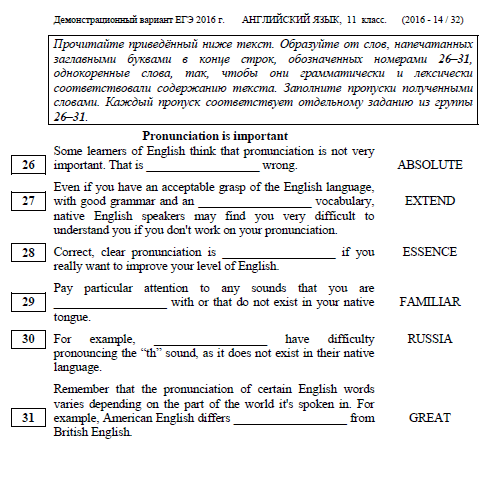 Демонстрационный вариант ЕГЭ 2016 г. АНГЛИЙСКИЙ ЯЗЫК, 11 класс. (2016 - 14 / 32)
Прочитайте приведённый ниже текст. Образуйте от слов, напечатанных
заглавными буквами в конце строк, обозначенных номерами 26–31,
однокоренные слова, так, чтобы они грамматически и лексически
соответствовали содержанию текста. Заполните пропуски полученными
словами. Каждый пропуск соответствует отдельному заданию из группы
26–31.
Pronunciation is important
Some learners of English think that pronunciation is not very
26 important. That is ___________________ wrong. ABSOLUTE
Even if you have an acceptable grasp of the English language,
27 with good grammar and an ___________________ vocabulary, EXTEND
native English speakers may find you very difficult to
understand you if you don't work on your pronunciation.
28 Correct, clear pronunciation is ___________________ if you ESSENCE
really want to improve your level of English.
Pay particular attention to any sounds that you are
29 ___________________ with or that do not exist in your native FAMILIAR
tongue.
30 For example, ___________________ have difficulty RUSSIA
pronouncing the “th” sound, as it does not exist in their native
language.
Remember that the pronunciation of certain English words
varies depending on the part of the world it's spoken in. For
31 example, American English differs ___________________ from GREAT
British English.